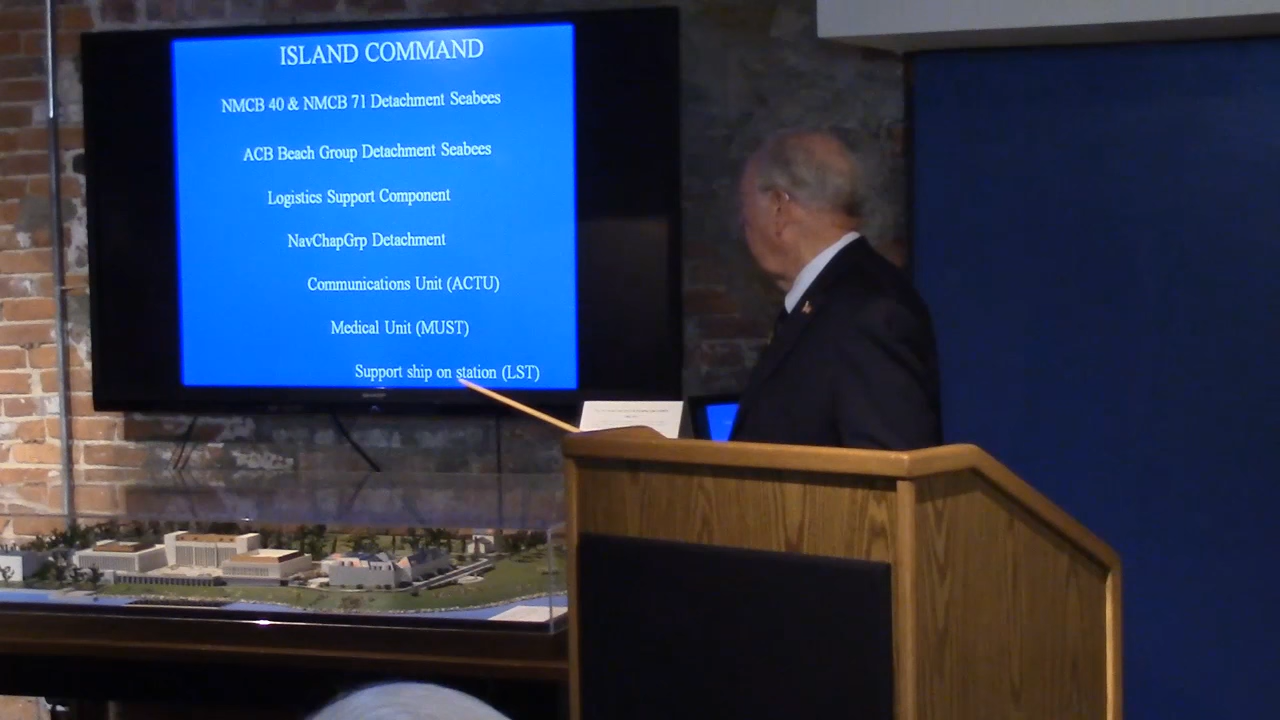 ISLAND COMMAND
NMCB 40 & NMCB 71 Detachment Seabees
ACB Beach Group Detachment Seabees
Logistics Support Component
NavChapGrp Detachment
Communications Unit (ACTU)
Medical Unit (MUST)
Support ship on station (LST)
SHARP